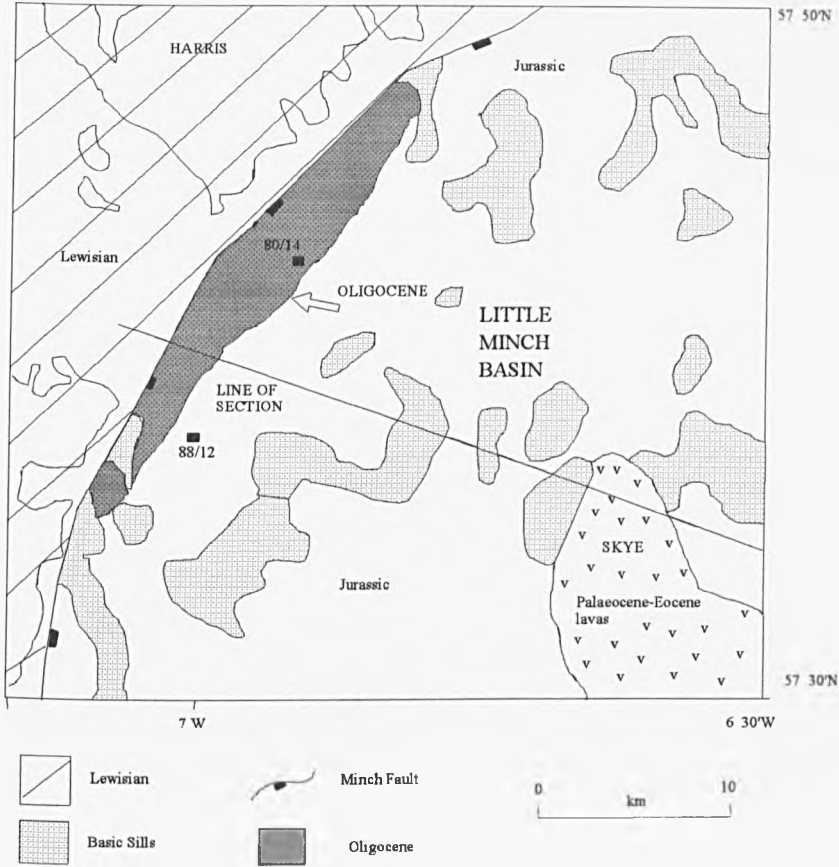 57 50'N
HARRIS
Jurassic
80/14
Lewisian
OLIGOCENE
LITTLE
MINCH
BASIN
LINE OF
SECTION
88/12
v v
v v
v v v
SKYE
v v v
Jurassic
Palaeocene-Eocene
lavas
v v v v
v v v v
v v v v
v v v
57 30'N
7 W
6 30'W
Lewisian
Minch Fault
0 10
km
Basic Sills
Oligocene